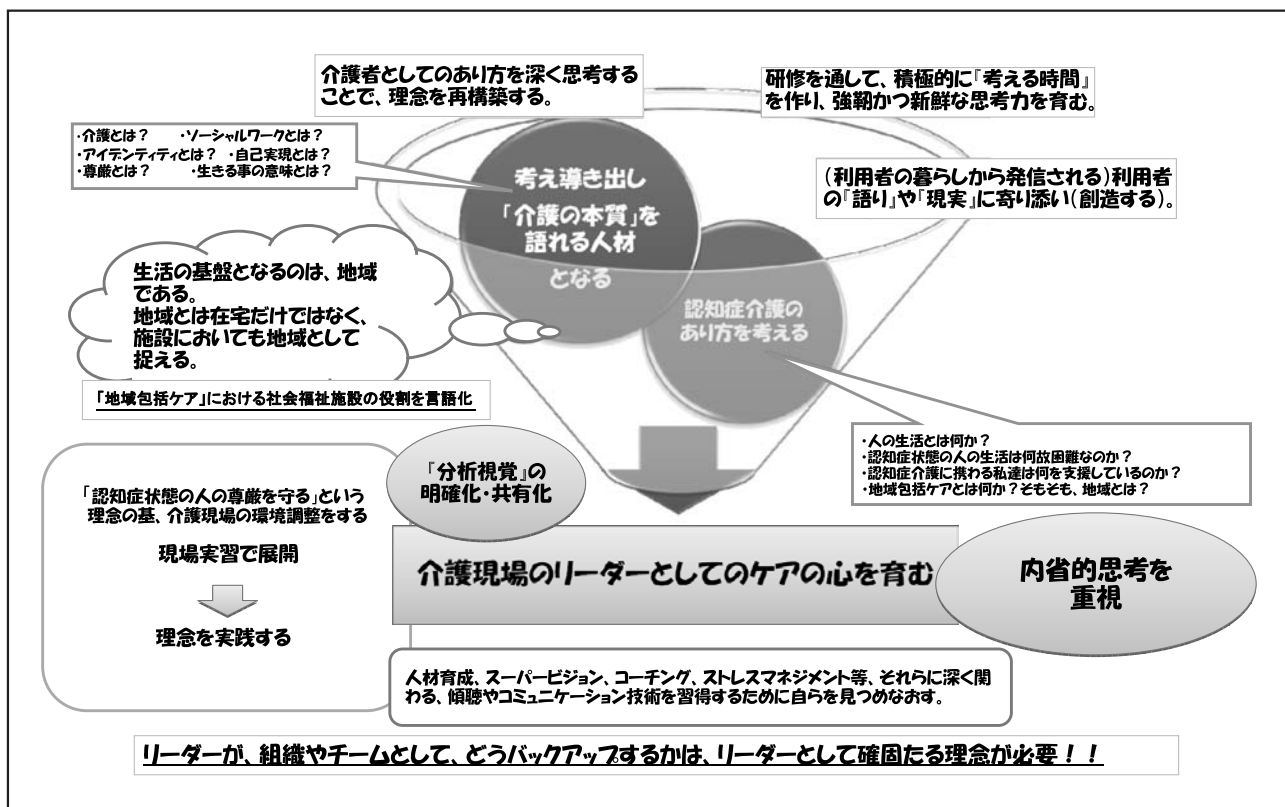 介護者としてのあり方を深く思考する
ことで、理念を再構築する。
研修を通して、積極的に『考える時間』
を作り、強靭かつ新鮮な思考力を育む。
・介護とは？　・ソーシャルワークとは？
・アイデンティティとは？　・自己実現とは？
・尊厳とは？　・生きる事の意味とは？
考え導き出し
「介護の本質」を
語れる人材
となる
（利用者の暮らしから発信される）利用者
の『語り』や『現実』に寄り添い（創造する）。
生活の基盤となるのは、地域
である。
地域とは在宅だけではなく、
施設においても地域として
捉える。
認知症介護の
あり方を考える
「地域包括ケア」における社会福祉施設の役割を言語化
・人の生活とは何か？
・認知症状態の人の生活は何故困難なのか？
・認知症介護に携わる私達は何を支援しているのか？
・地域包括ケアとは何か？そもそも、地域とは？
『分析視覚』の
明確化・共有化
「認知症状態の人の尊厳を守る」という
理念の基、介護現場の環境調整をする
現場実習で展開
理念を実践する
介護現場のリーダーとしてのケアの心を育む
内省的思考を
重視
人材育成、スーパービジョン、コーチング、ストレスマネジメント等、それらに深く関
わる、傾聴やコミュニケーション技術を習得するために自らを見つめなおす。
リーダーが、組織やチームとして、どうバックアップするかは、リーダーとして確固たる理念が必要！！